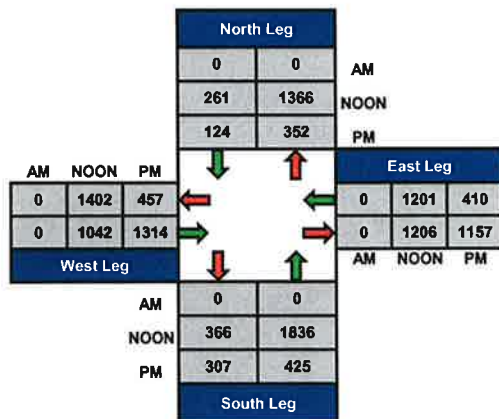 North Leg
0 0 AM
261 1366 NOON
124 352 PM
AM NOON PM
East Leg
0 1402 457
0 1201 410
0 1042 1314
0 1206 1157
West Leg
AM NOON PM
AM 0 0
NOON 366 1836
PM 307 425
South Leg